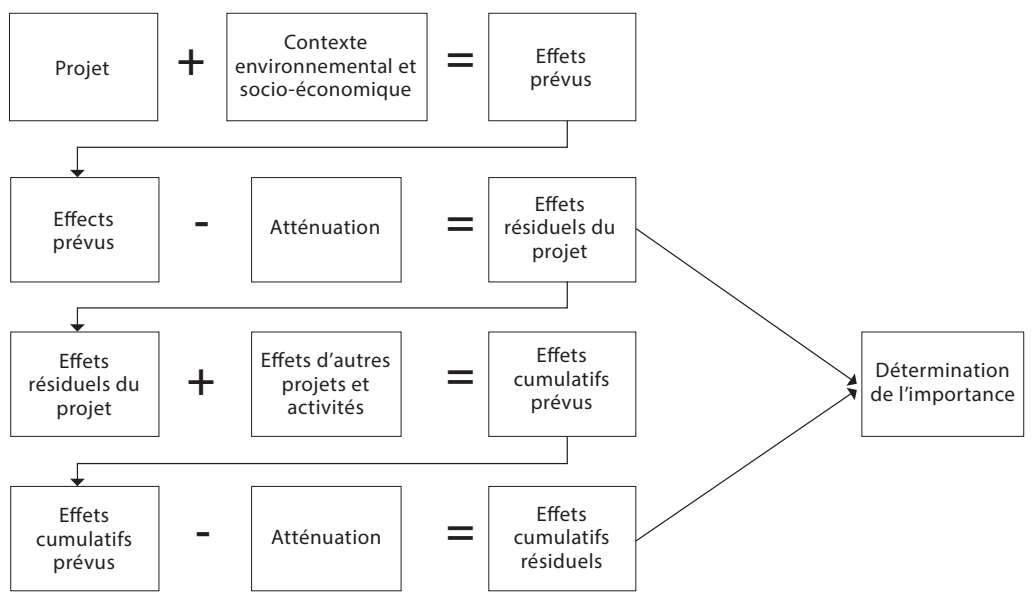 Projet
+
Contexte
environnemental et
socio-économique
=
Effets
prévus
Effects
prévus
-
Atténuation
=
Effets
résiduels du
projet
Effets
résiduels du
projet
+
Effets d'autres
projets et
activités
=
Effets
cumulatifs
prévus
Détermination
de l'importance
Effets
cumulatifs
prévus
-
Atténuation
=
Effets
cumulatifs
résiduels